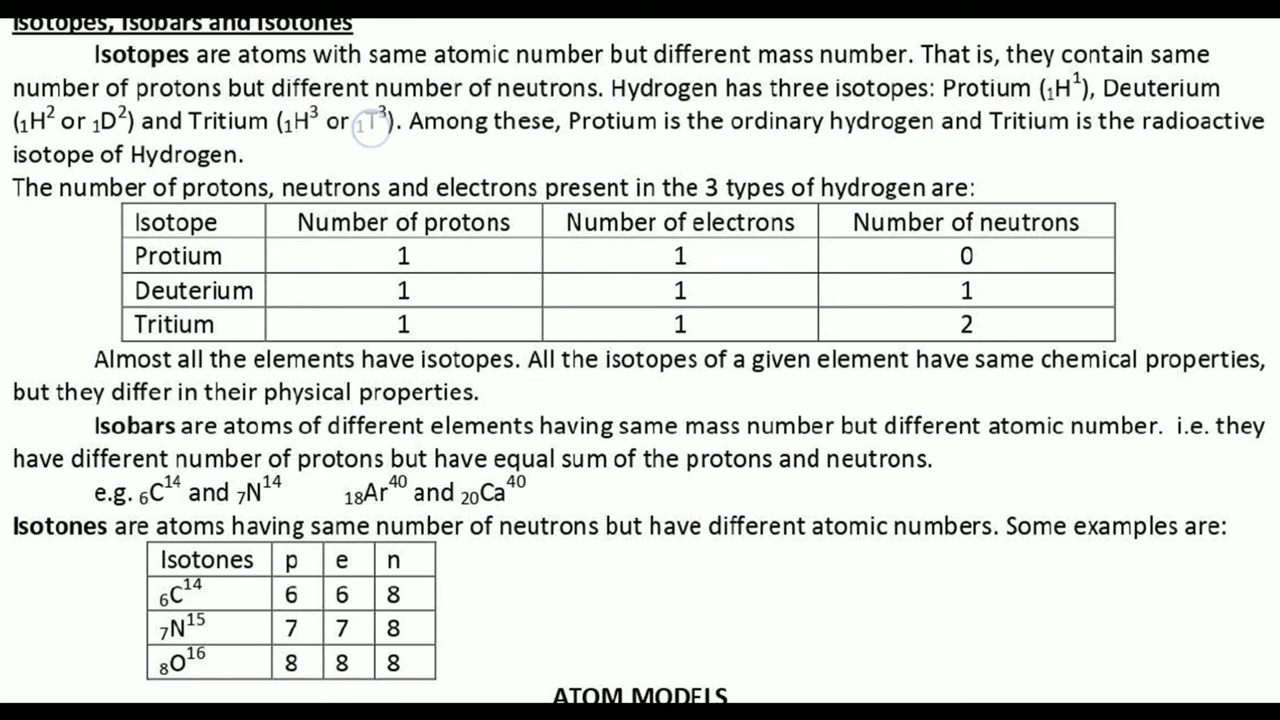 Isotopes, Isobars and Isotones
Isotopes are atoms with same atomic number but different mass number. That is, they contain same
number of protons but different number of neutrons. Hydrogen has three isotopes: Protium (₁H¹), Deuterium
(₁H² or ₁D²) and Tritium (₁H³ or ₁T³). Among these, Protium is the ordinary hydrogen and Tritium is the radioactive
isotope of Hydrogen.
The number of protons, neutrons and electrons present in the 3 types of hydrogen are:
Isotope Number of protons Number of electrons Number of neutrons
Protium 1 1 0
Deuterium 1 1 1
Tritium 1 1 2
Almost all the elements have isotopes. All the isotopes of a given element have same chemical properties,
but they differ in their physical properties.
Isobars are atoms of different elements having same mass number but different atomic number. i.e. they
have different number of protons but have equal sum of the protons and neutrons.
e.g. ₆C¹⁴ and ₇N¹⁴ ₁₈Ar⁴⁰ and ₂₀Ca⁴⁰
Isotones are atoms having same number of neutrons but have different atomic numbers. Some examples are:
Isotones p e n
₆C¹⁴ 6 6 8
₇N¹⁵ 7 7 8
₈O¹⁶ 8 8 8
ATOM MODELS